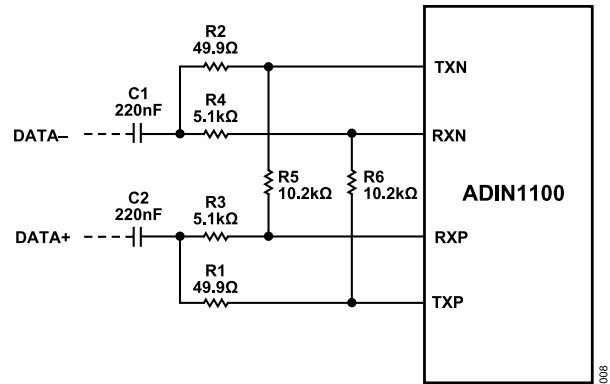 R2
49.9Ω
TXN
C1
220nF
R4
5.1kΩ
DATA–
RXN
R5
10.2kΩ
R6
10.2kΩ
ADIN1100
C2
220nF
R3
5.1kΩ
DATA+
RXP
R1
49.9Ω
TXP
008